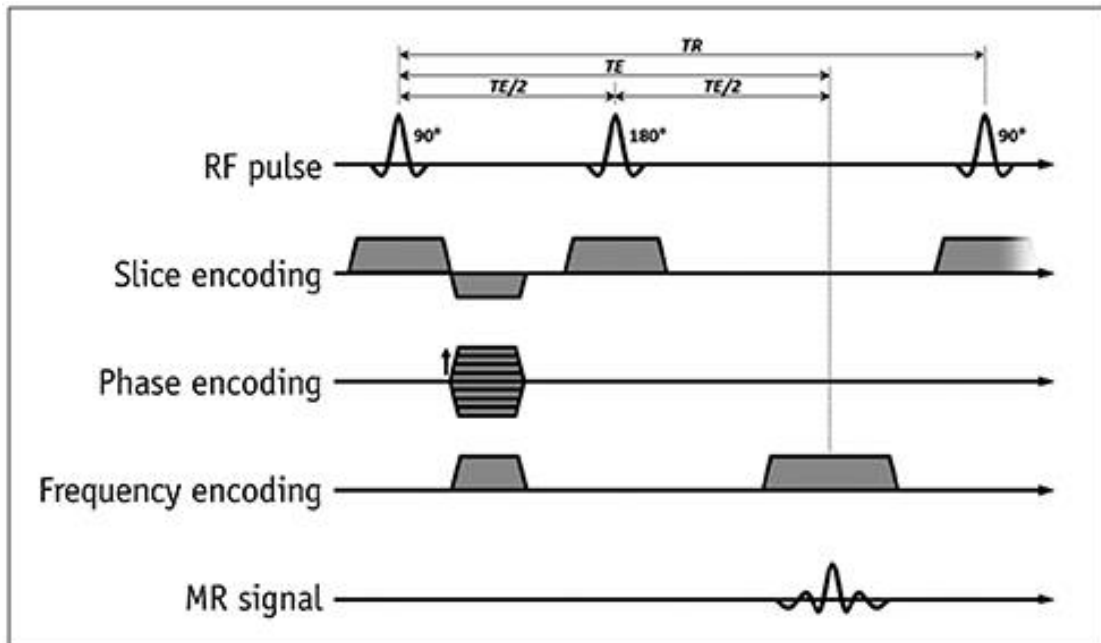 TR
TE
TE/2 TE/2
RF pulse 90° 180° 90°
Slice encoding
Phase encoding
Frequency encoding
MR signal